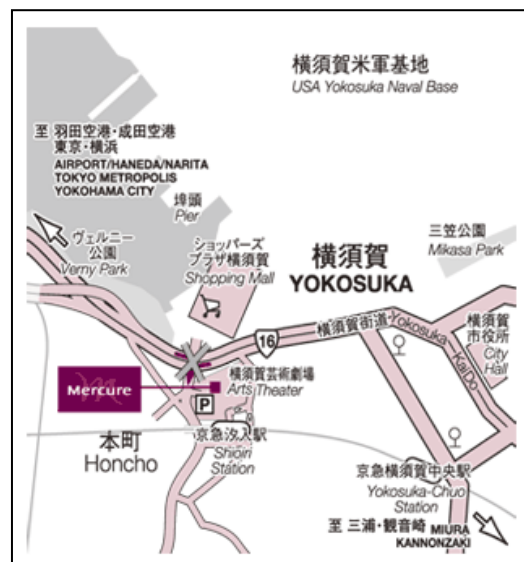 横須賀米軍基地
USA Yokosuka Naval Base
至 羽田空港・成田空港
東京・横浜
AIRPORT/HANEDA/NARITA
TOKYO METROPOLIS
YOKOHAMA CITY
埠頭
Pier
三笠公園
Mikasa Park
ヴェルニー
公園
Verny Park
ショッパーズ
プラザ横須賀
Shopping Mall
横須賀
YOKOSUKA
16
横須賀街道
Yokosuka
KaiDo
横須賀
市役所
City
Hall
Mercure
横須賀芸術劇場
Arts Theater
P
本町
Honcho
京急汐入駅
Shioiri
Station
京急横須賀中央駅
Yokosuka-Chuo
Station
至 三浦・観音崎
MIURA
KANNONZAKI